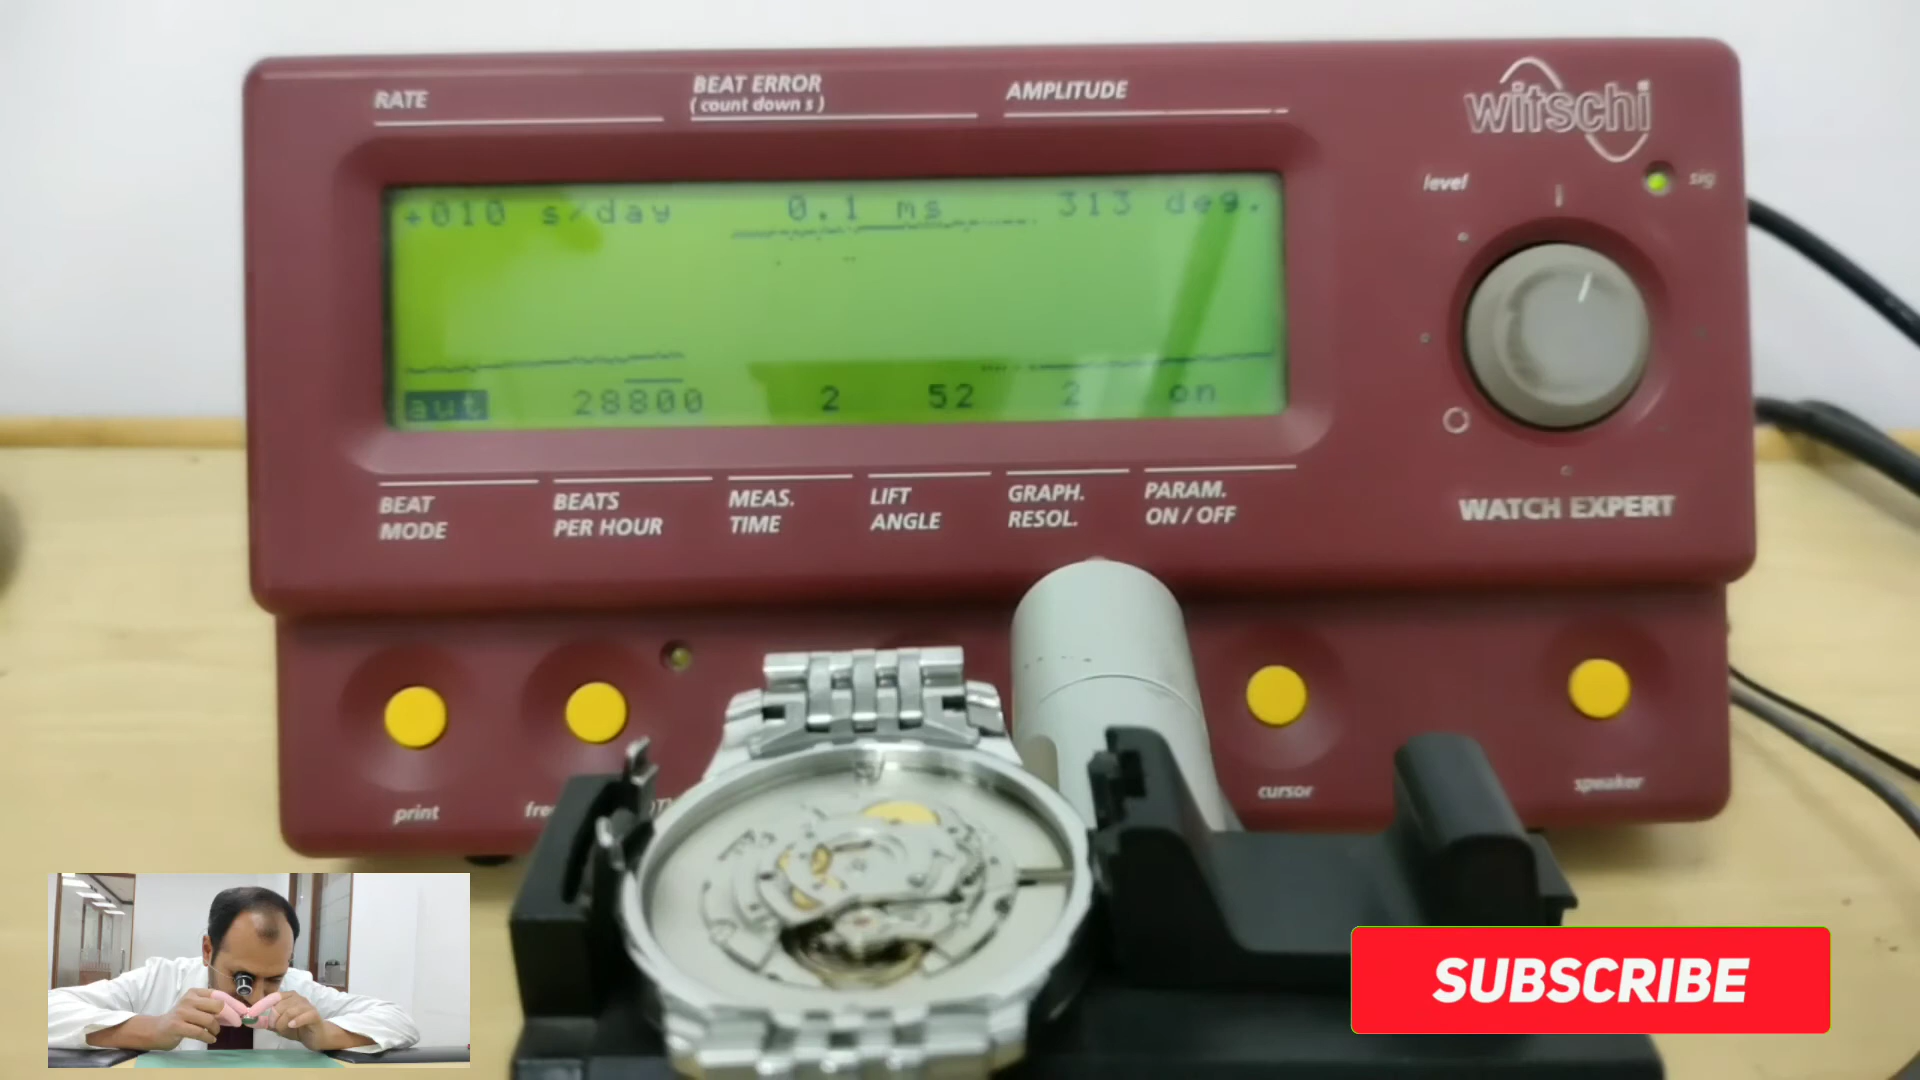 RATE
BEAT ERROR
(count down s)
AMPLITUDE
witschi
level
sig
+010 s/day 0.1 ms 313 deg.
aut 28800 2 52 2 on
BEAT
MODE
BEATS
PER HOUR
MEAS.
TIME
LIFT
ANGLE
GRAPH.
RESOL.
PARAM.
ON / OFF
WATCH EXPERT
print
cursor
speaker
SUBSCRIBE